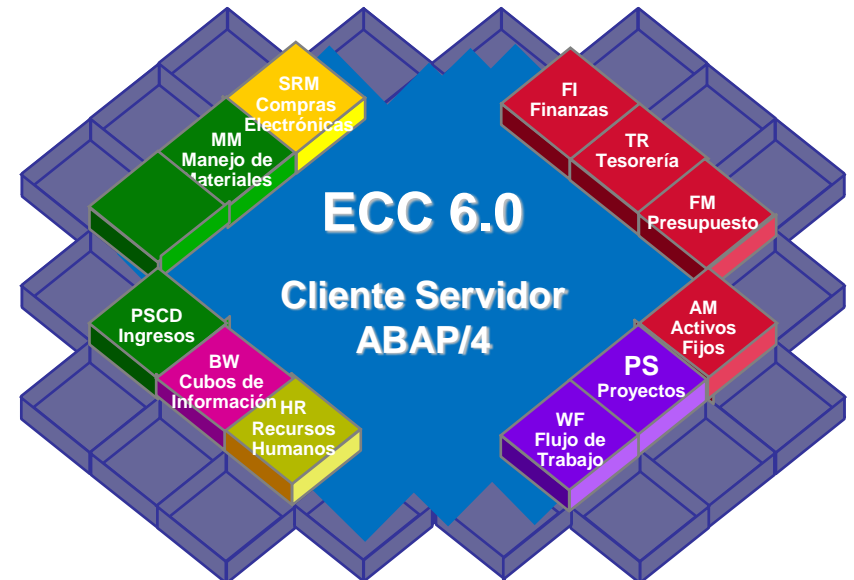 SRM
Compras
Electrónicas
MM
Manejo de
Materiales
FI
Finanzas
TR
Tesorería
FM
Presupuesto
ECC 6.0
Cliente Servidor
ABAP/4
PSCD
Ingresos
BW
Cubos de
Información
HR
Recursos
Humanos
AM
Activos
Fijos
PS
Proyectos
WF
Flujo de
Trabajo